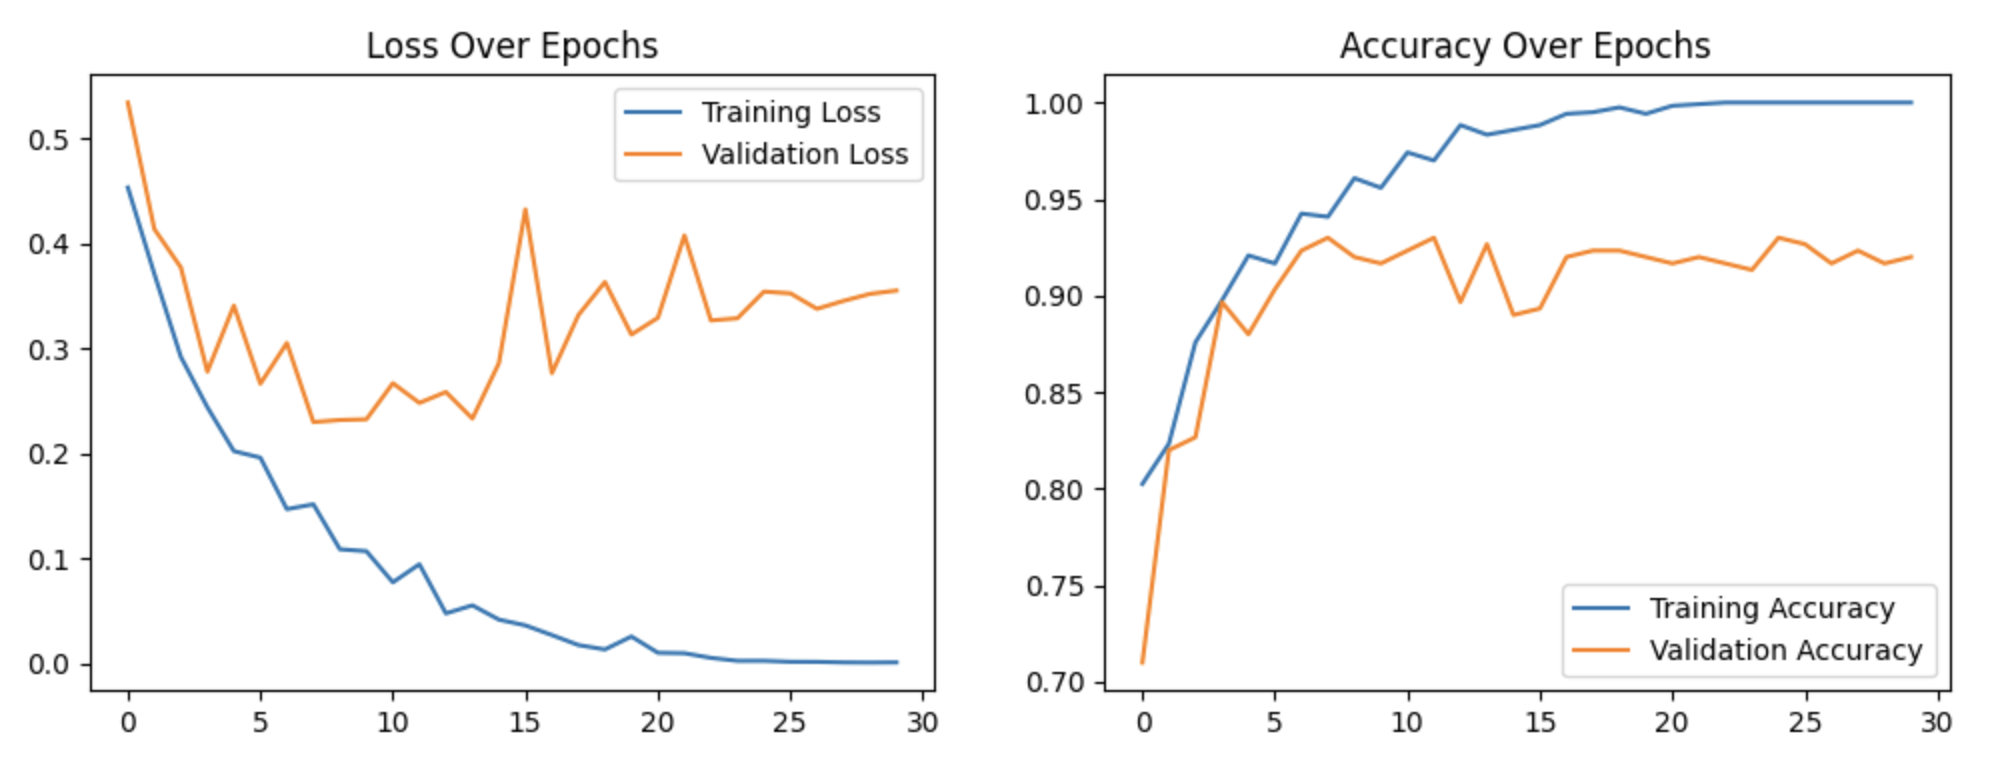 Loss Over Epochs
Training Loss
Validation Loss
0.5
0.4
0.3
0.2
0.1
0.0
0 5 10 15 20 25 30
Accuracy Over Epochs
1.00
0.95
0.90
0.85
0.80
0.75
0.70
Training Accuracy
Validation Accuracy
0 5 10 15 20 25 30